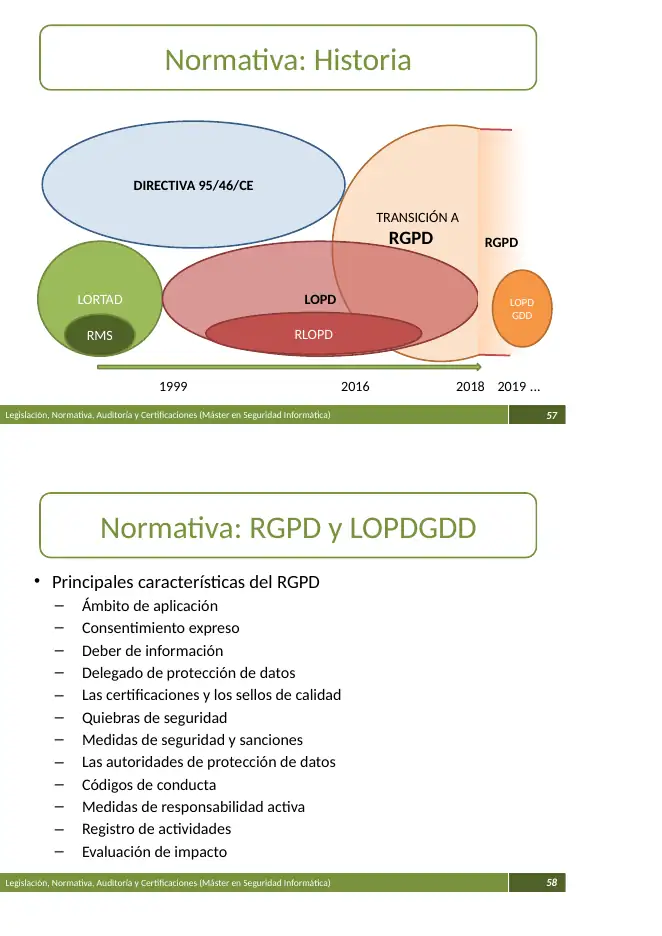 Normativa: Historia
DIRECTIVA 95/46/CE
TRANSICIÓN A
RGPD
RGPD
LORTAD
LOPD
LOPD
GDD
RMS
RLOPD
1999
2016
2018
2019 ...
Legislación, Normativa, Auditoría y Certificaciones (Máster en Seguridad Informática)
57
Normativa: RGPD y LOPDGDD
• Principales características del RGPD
– Ámbito de aplicación
– Consentimiento expreso
– Deber de información
– Delegado de protección de datos
– Las certificaciones y los sellos de calidad
– Quiebras de seguridad
– Medidas de seguridad y sanciones
– Las autoridades de protección de datos
– Códigos de conducta
– Medidas de responsabilidad activa
– Registro de actividades
– Evaluación de impacto
Legislación, Normativa, Auditoría y Certificaciones (Máster en Seguridad Informática)
58